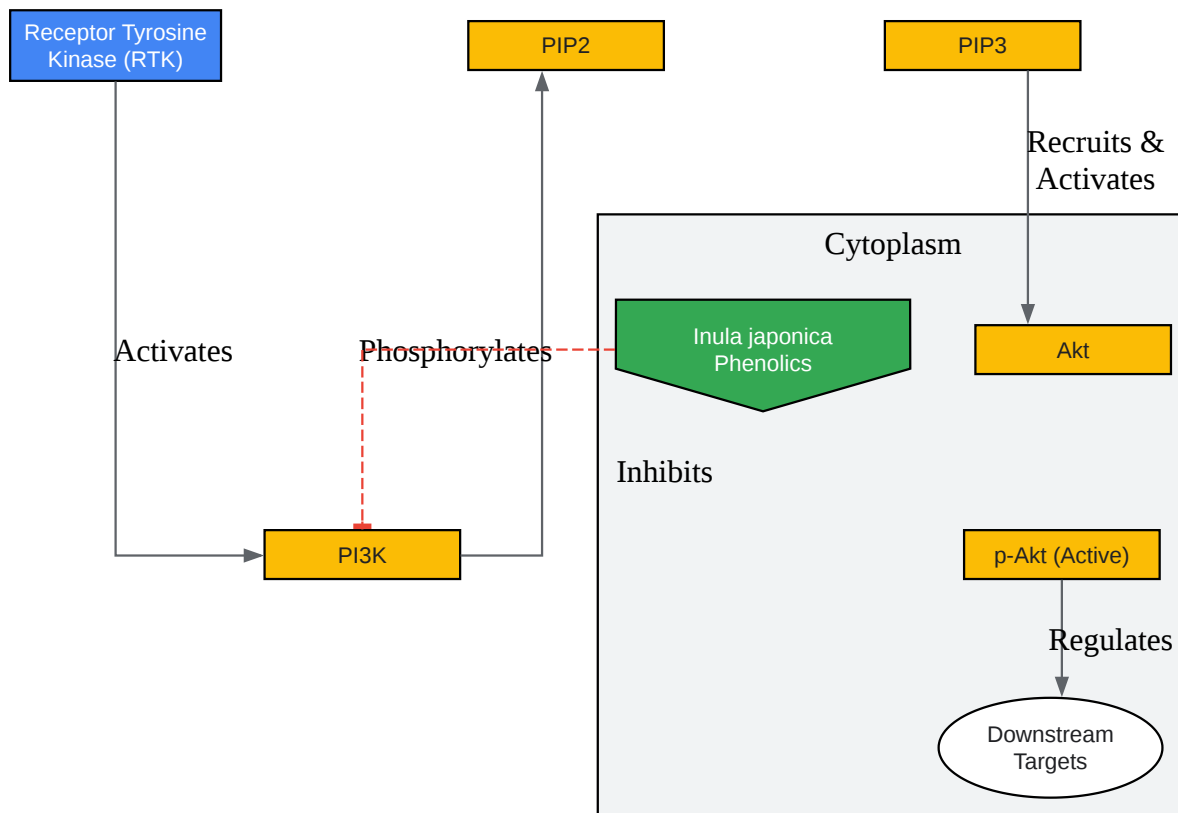 Receptor Tyrosine
Kinase (RTK)
PIP2
PIP3
Recruits &
Activates
Cytoplasm
Inula japonica
Phenolics
Akt
Activates
Phosphorylates
Inhibits
PI3K
p-Akt (Active)
Regulates
Downstream
Targets